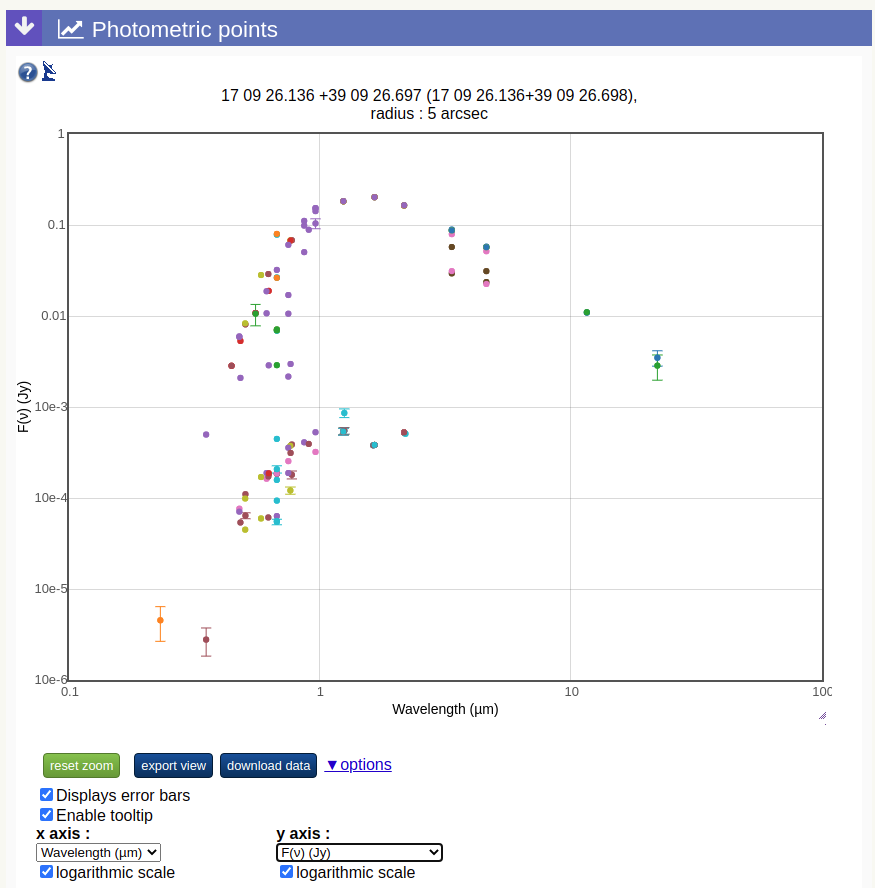 Photometric points
?
17 09 26.136 +39 09 26.697 (17 09 26.136+39 09 26.698),
radius : 5 arcsec
1
0.1
0.01
10e-3
10e-4
10e-5
10e-6
F(ν) (Jy)
0.1 1 10 100
Wavelength (µm)
reset zoom export view download data ▼options
Displays error bars
Enable tooltip
x axis : y axis :
Wavelength (µm) F(ν) (Jy)
logarithmic scale logarithmic scale